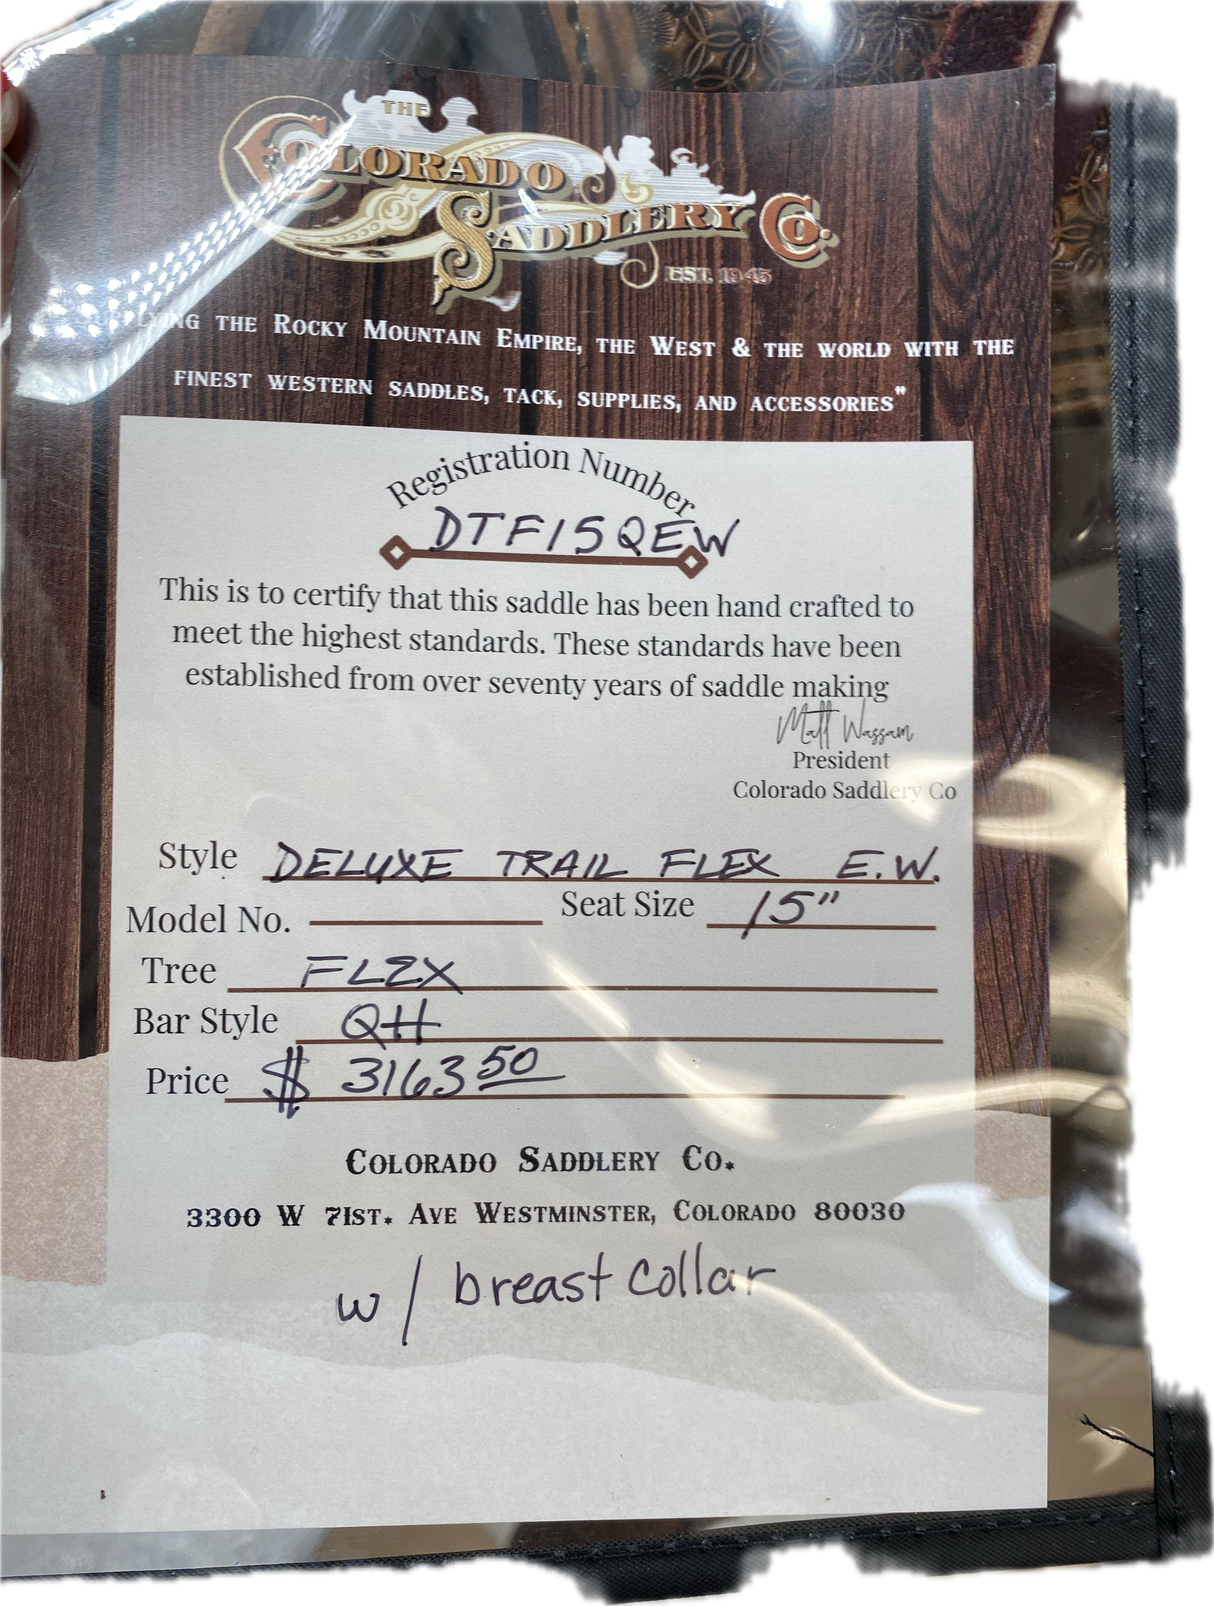 THE
COLORADO
SADDLERY CO.
EST. 1945
THE ROCKY MOUNTAIN EMPIRE, THE WEST & THE WORLD WITH THE
FINEST WESTERN SADDLES, TACK, SUPPLIES, AND ACCESSORIES"
Registration Number
DTF15QEW
This is to certify that this saddle has been hand crafted to
meet the highest standards. These standards have been
established from over seventy years of saddle making
Matt Wassam
President
Colorado Saddlery Co
Style DELUXE TRAIL FLEX E.W.
Model No. Seat Size 15"
Tree FLEX
Bar Style QH
Price $ 3163 50
COLORADO SADDLERY CO.
3300 W 71ST. AVE WESTMINSTER, COLORADO 80030
w/ breast collar